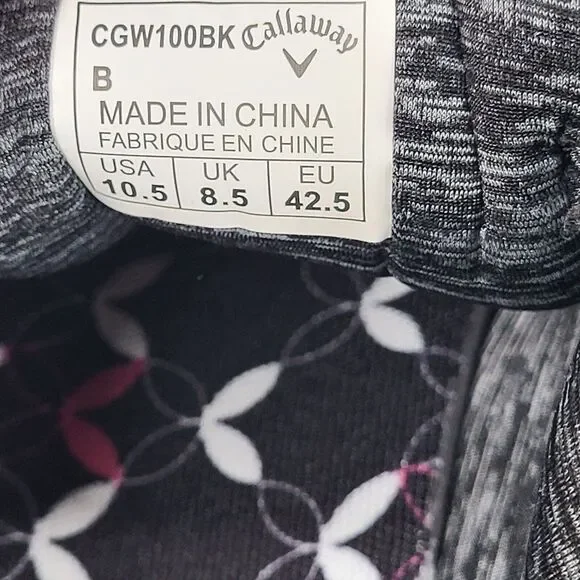 CGW100BK Callaway
B
MADE IN CHINA
FABRIQUE EN CHINE
USA UK EU
10.5 8.5 42.5